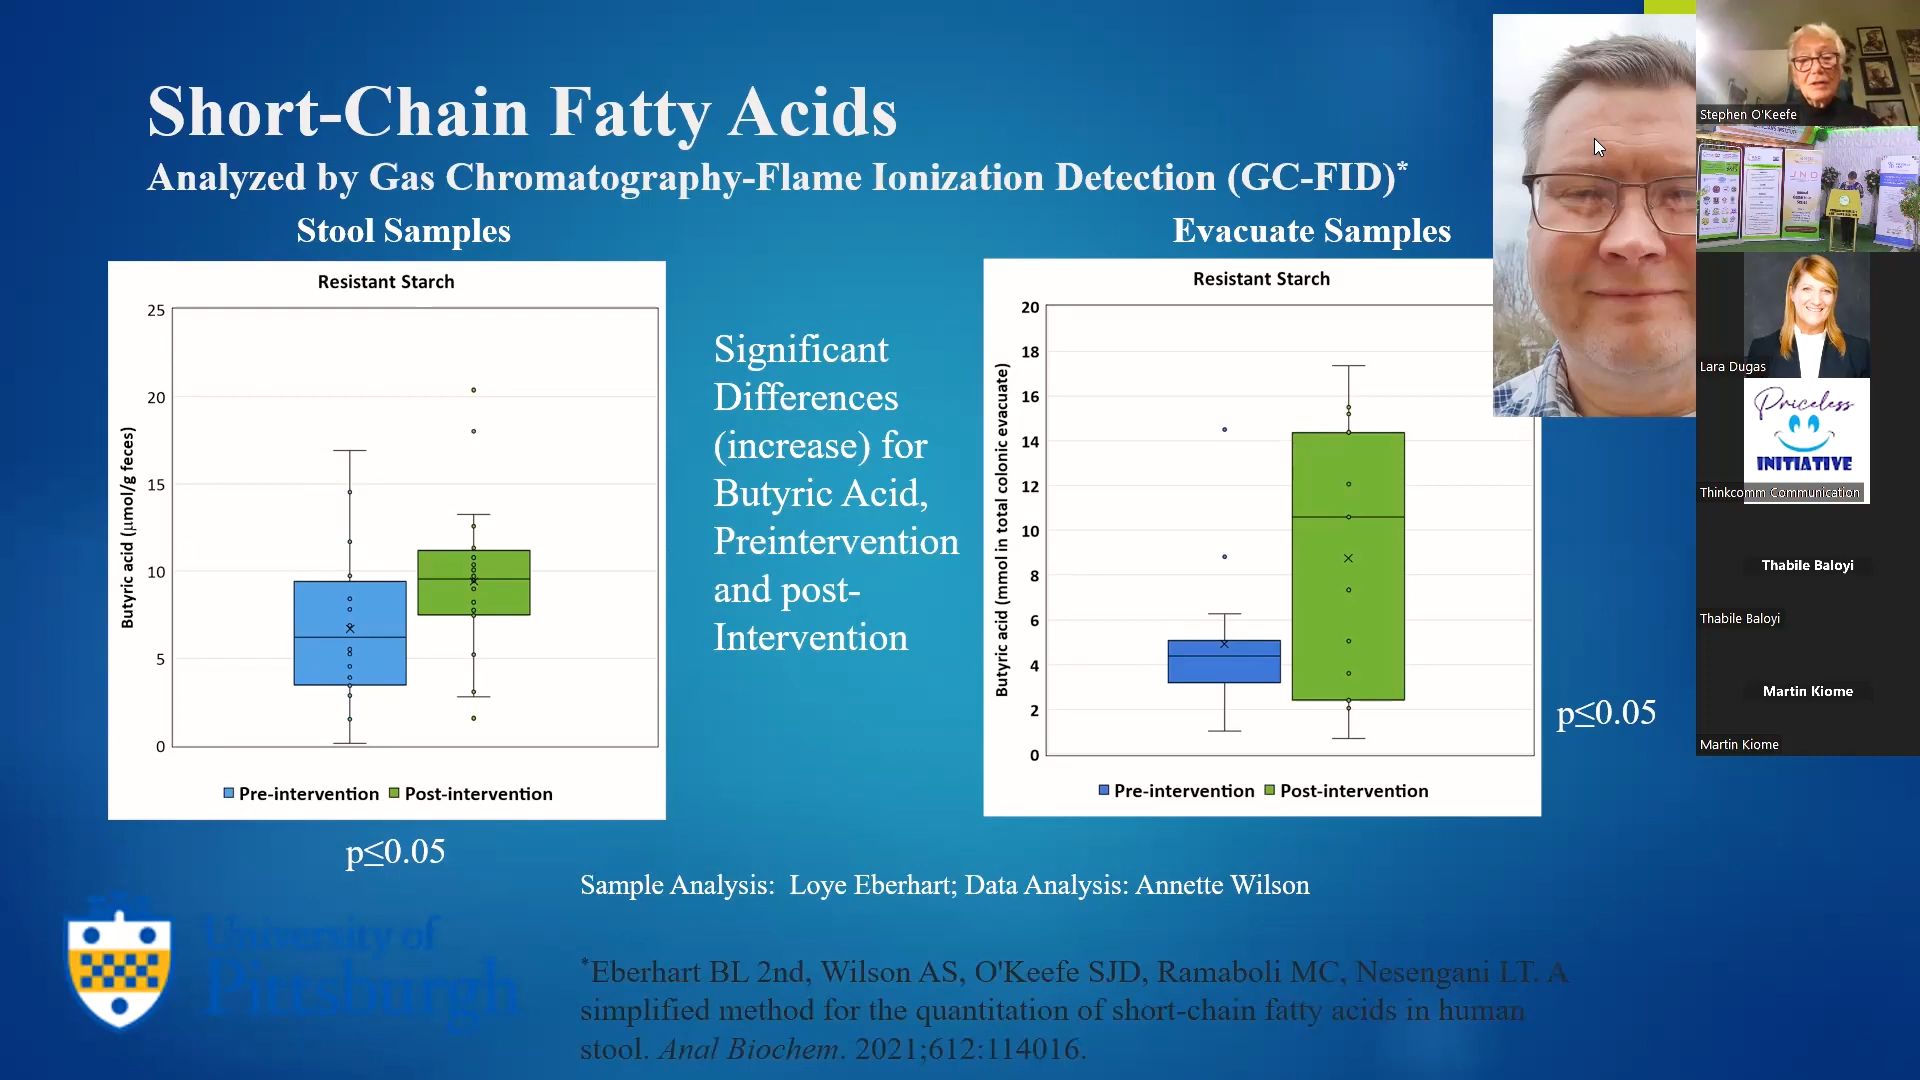 Short-Chain Fatty Acids
Analyzed by Gas Chromatography-Flame Ionization Detection (GC-FID)*
Stool Samples
Evacuate Samples
Resistant Starch
25
20
15
10
5
0
Butyric acid (µmol/g feces)
Pre-intervention Post-intervention
p≤0.05
Significant
Differences
(increase) for
Butyric Acid,
Preintervention
and post-
Intervention
Resistant Starch
20
18
16
14
12
10
8
6
4
2
0
Butyric acid (mmol in total colonic evacuate)
Pre-intervention Post-intervention
p≤0.05
Sample Analysis: Loye Eberhart; Data Analysis: Annette Wilson
*Eberhart BL 2nd, Wilson AS, O'Keefe SJD, Ramaboli MC, Nesengani LT. A
simplified method for the quantitation of short-chain fatty acids in human
stool. Anal Biochem. 2021;612:114016.
University of
Pittsburgh
Stephen O'Keefe
JND
Lara Dugas
Priceless
INITIATIVE
Thinkcomm Communication
Thabile Baloyi
Thabile Baloyi
Martin Kiome
Martin Kiome